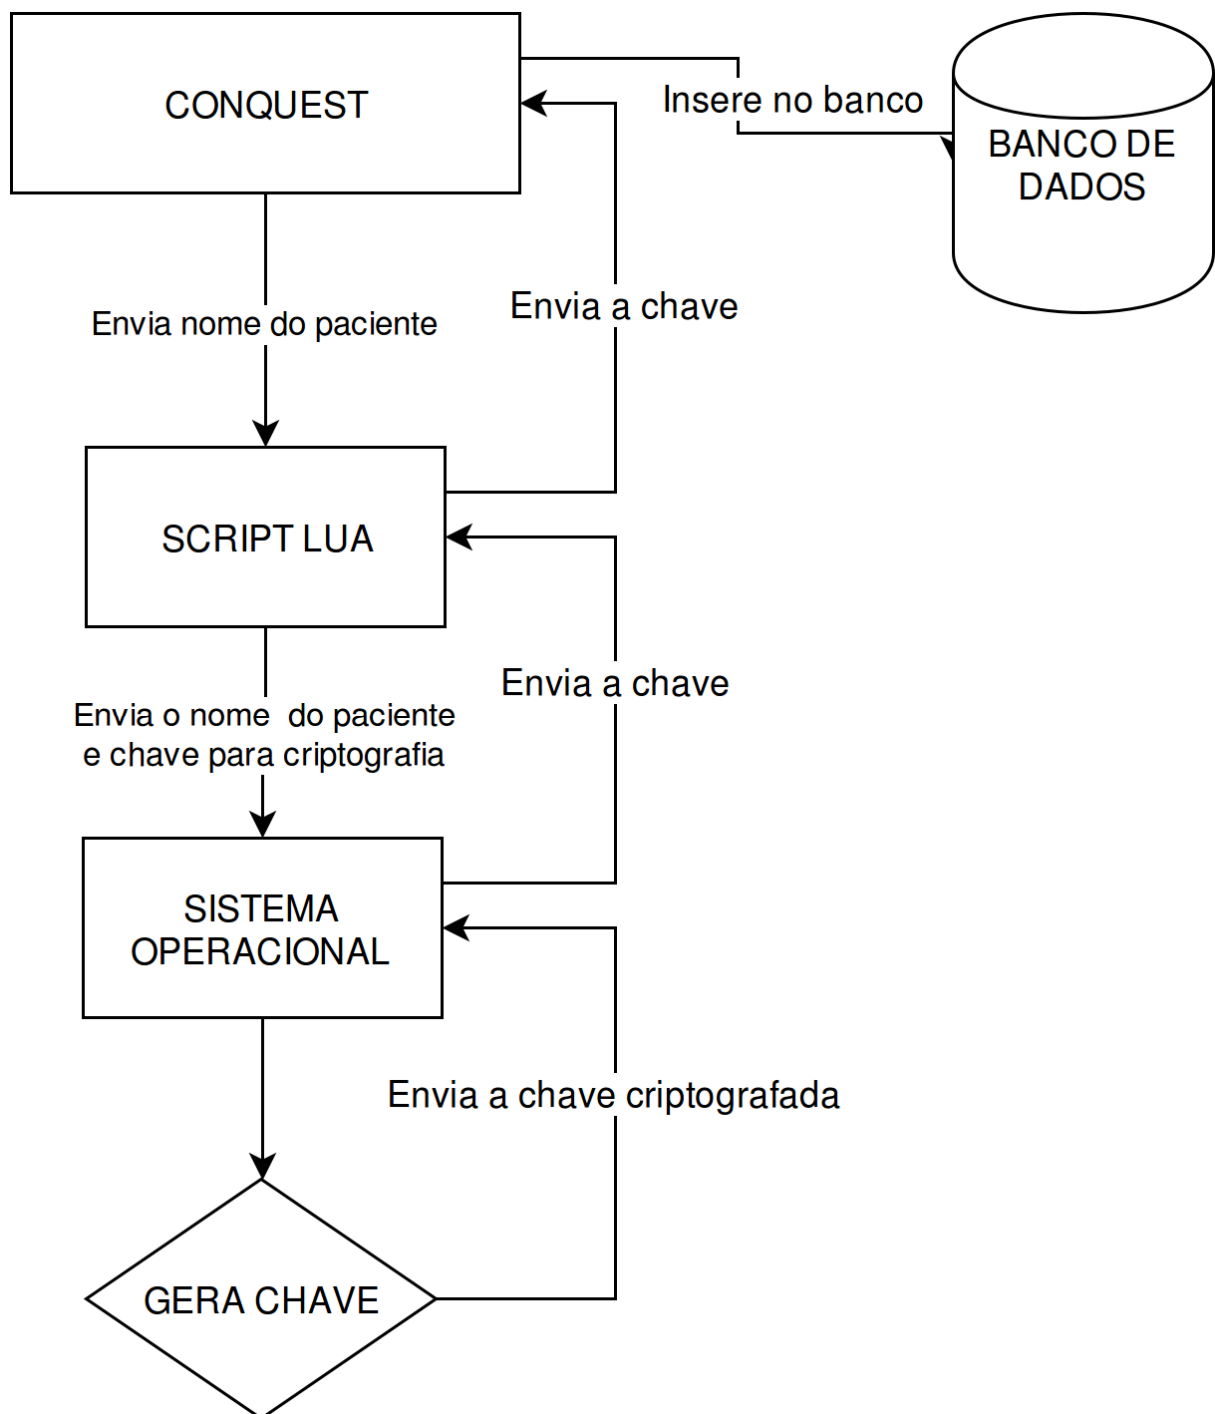 CONQUEST
Insere no banco
BANCO DE
DADOS
Envia a chave
Envia nome do paciente
SCRIPT LUA
Envia a chave
Envia o nome do paciente
e chave para criptografia
SISTEMA
OPERACIONAL
Envia a chave criptografada
GERA CHAVE